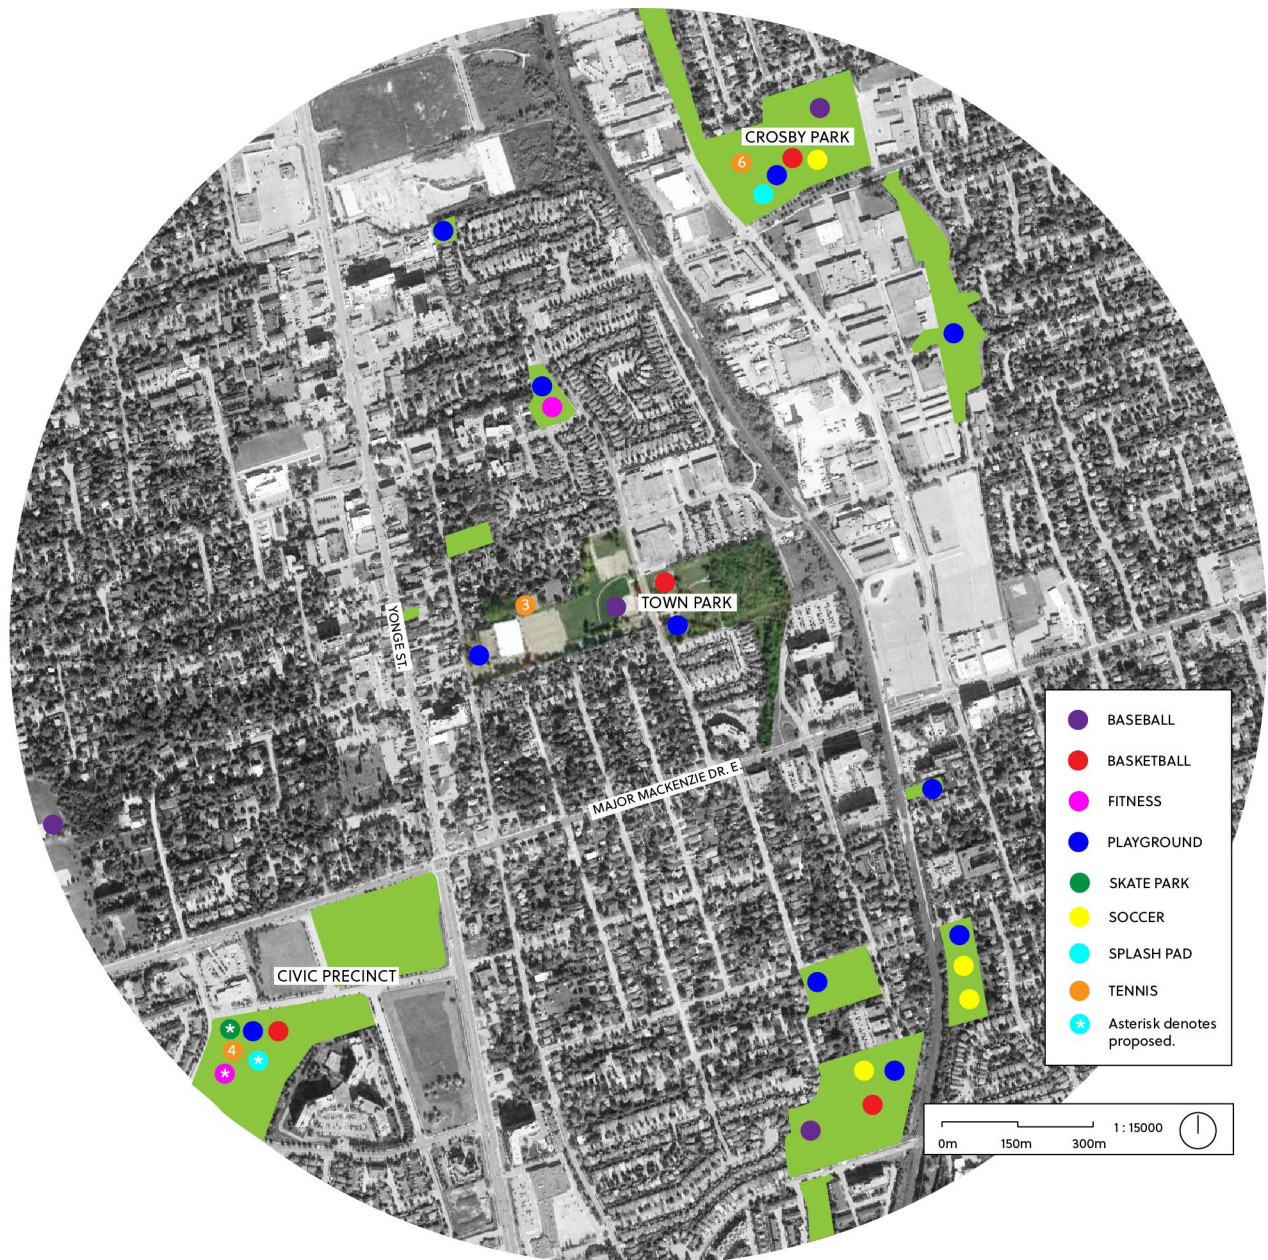 CROSBY PARK
6
3
TOWN PARK
YONGE ST.
MAJOR MACKENZIE DR. E.
CIVIC PRECINCT
*
4
*
*
BASEBALL
BASKETBALL
FITNESS
PLAYGROUND
SKATE PARK
SOCCER
SPLASH PAD
TENNIS
* Asterisk denotes
proposed.
1 : 15000
0m 150m 300m